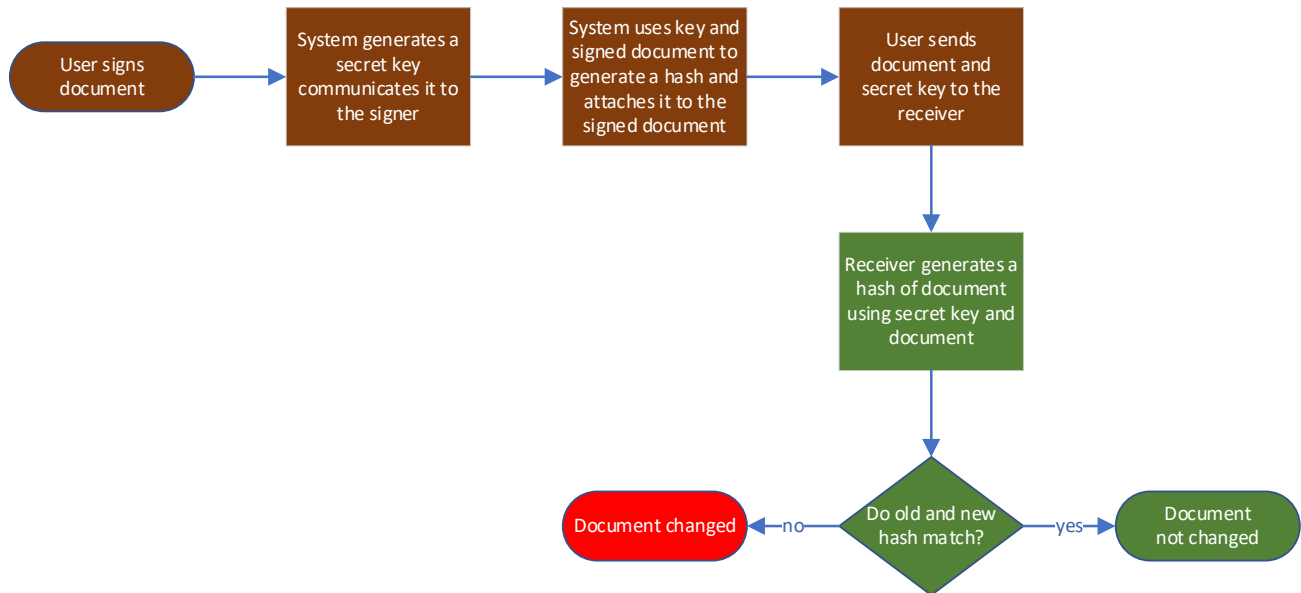 User signs
document
System generates a
secret key
communicates it to
the signer
System uses key and
signed document to
generate a hash and
attaches it to the
signed document
User sends
document and
secret key to the
receiver
Receiver generates a
hash of document
using secret key and
document
Document changed
no
Do old and new
hash match?
yes
Document
not changed